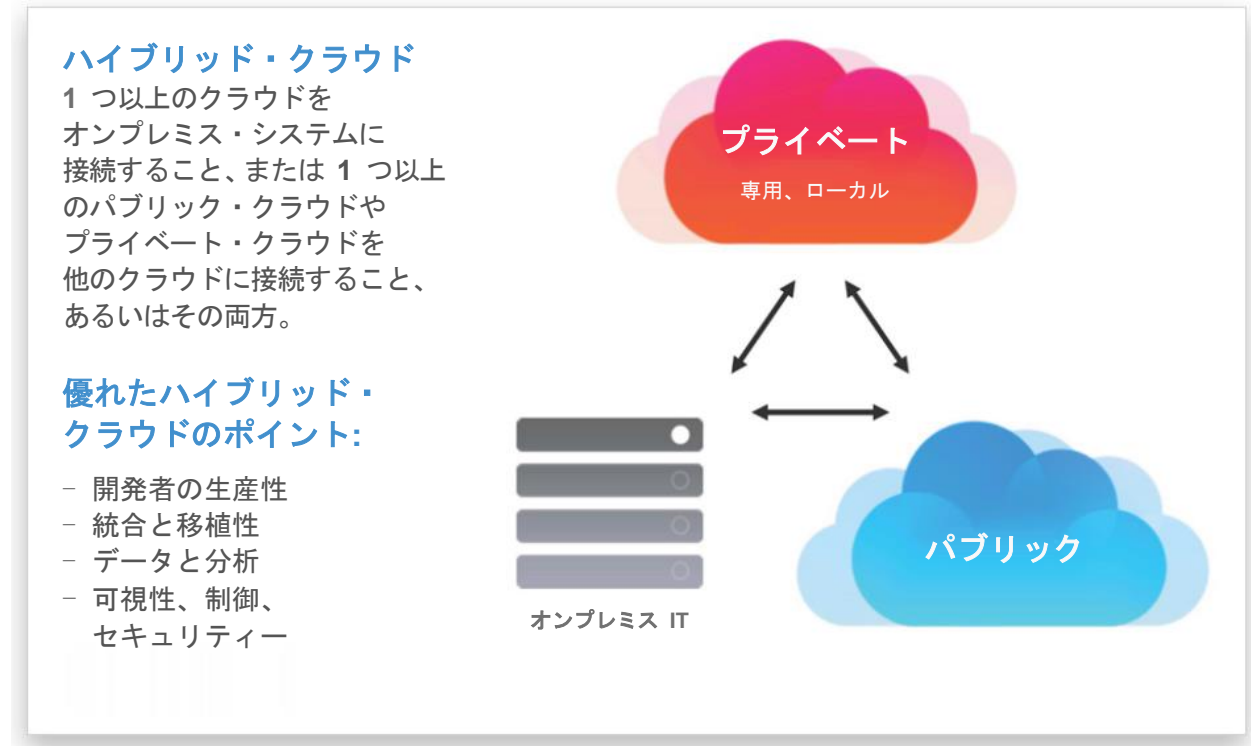 ハイブリッド・クラウド
1 つ以上のクラウドを
オンプレミス・システムに
接続すること、または 1 つ以上
のパブリック・クラウドや
プライベート・クラウドを
他のクラウドに接続すること、
あるいはその両方。
優れたハイブリッド・
クラウドのポイント:
– 開発者の生産性
– 統合と移植性
– データと分析
– 可視性、制御、
セキュリティー
プライベート
専用、ローカル
オンプレミス IT
パブリック